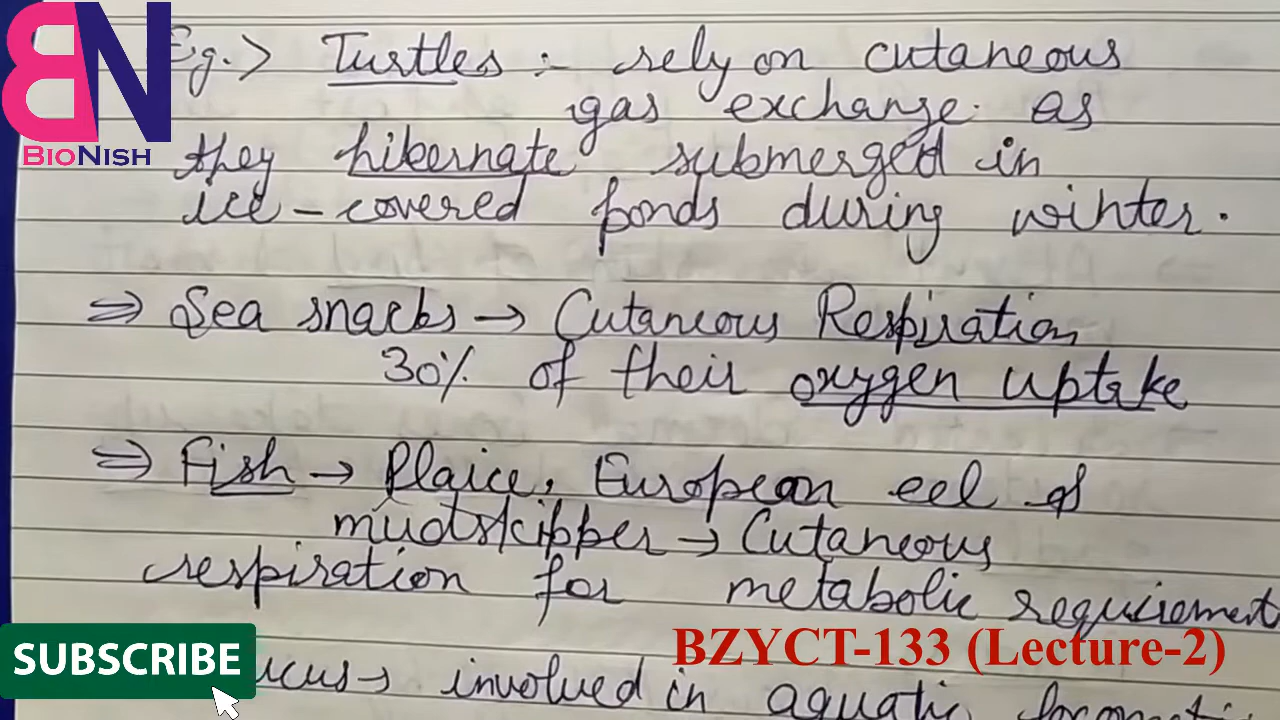 BN
BIONISH
Eg.> Turtles :- rely on cutaneous
gas exchange. as
they hibernate submerged in
ice-covered ponds during winter.
⇒ Sea snacks → Cutaneous Respiration
30% of their oxygen uptake
⇒ Fish → Plaice, European eel &
mudskipper → Cutaneous
respiration for metabolic requirement
BZYCT-133 (Lecture-2)
SUBSCRIBE
ucus → involved in aquatic